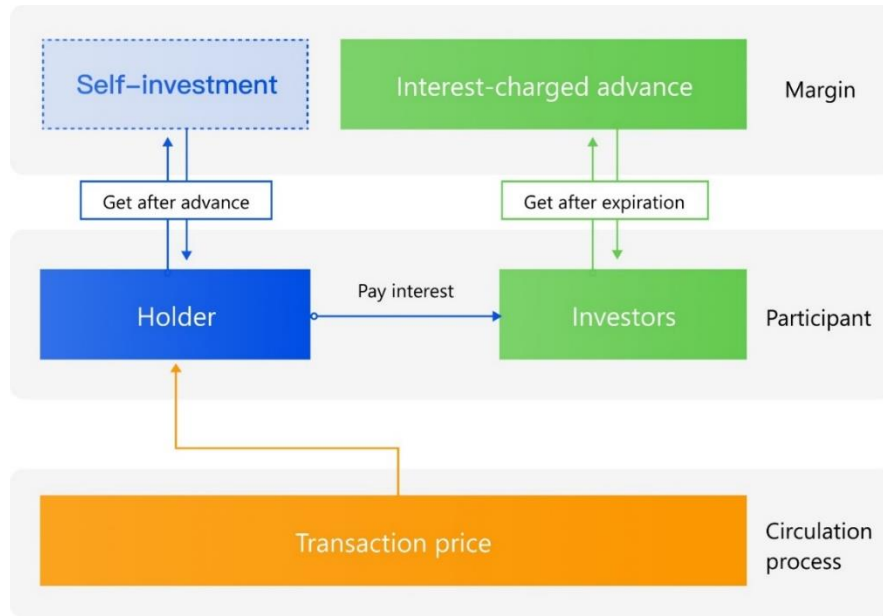 Self-investment
Interest-charged advance
Margin
Get after advance
Get after expiration
Holder
Pay interest
Investors
Participant
Transaction price
Circulation
process